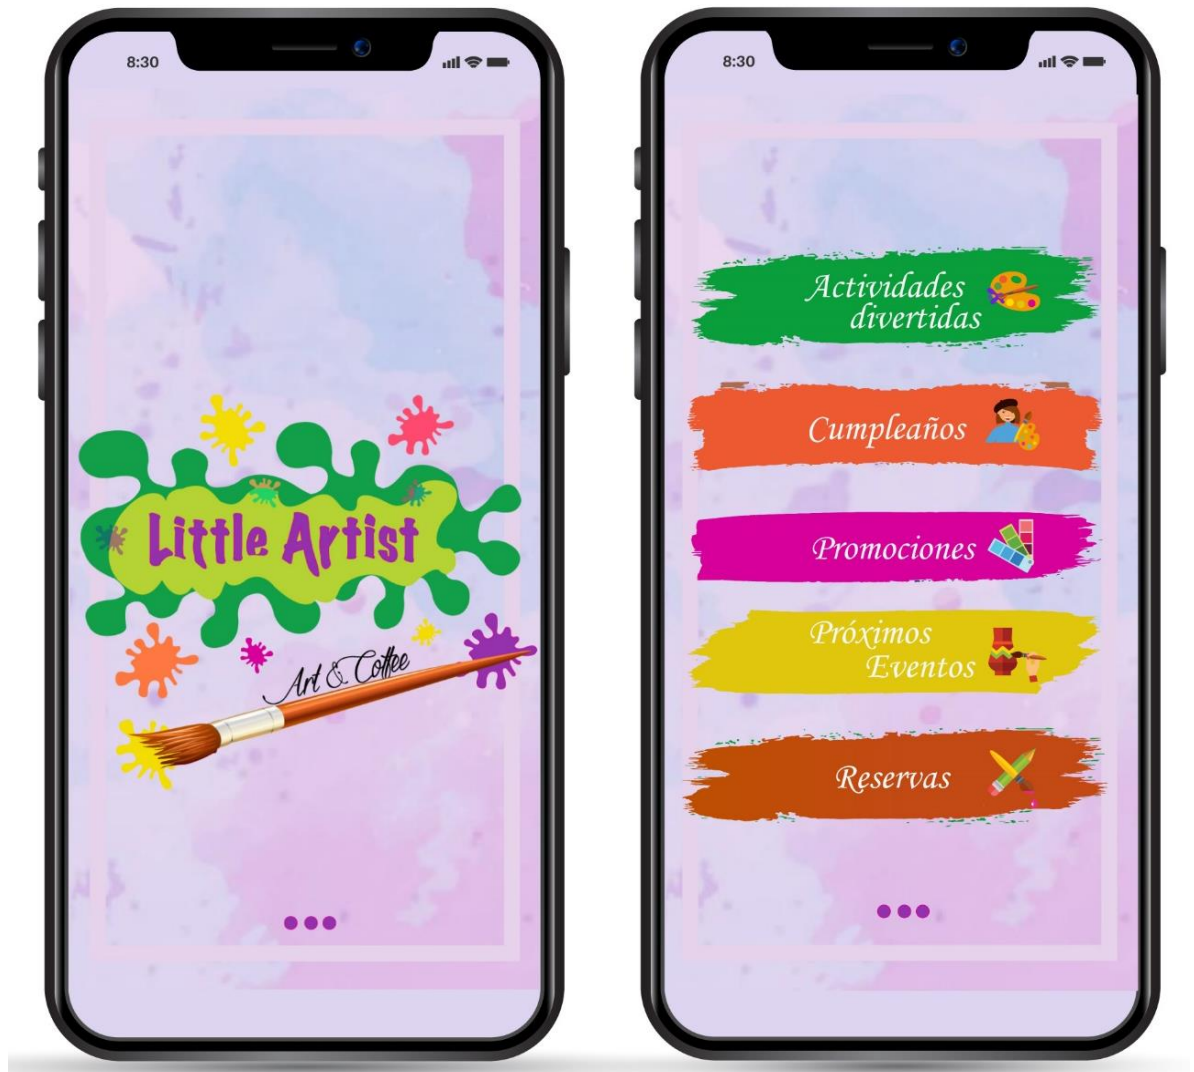 8:30
Little Artist
Art & Coffee
8:30
Actividades
divertidas
Cumpleaños
Promociones
Próximos
Eventos
Reservas